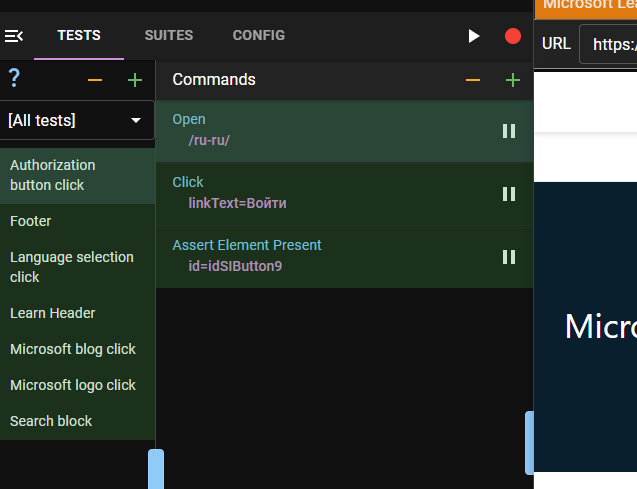 Microsoft Lea
TESTS
SUITES
CONFIG
URL
https:/
?
Commands
[All tests]
Authorization
button click
Footer
Language selection
click
Learn Header
Microsoft blog click
Microsoft logo click
Search block
Open
/ru-ru/
Click
linkText=Войти
Assert Element Present
id=idSIButton9
Micro